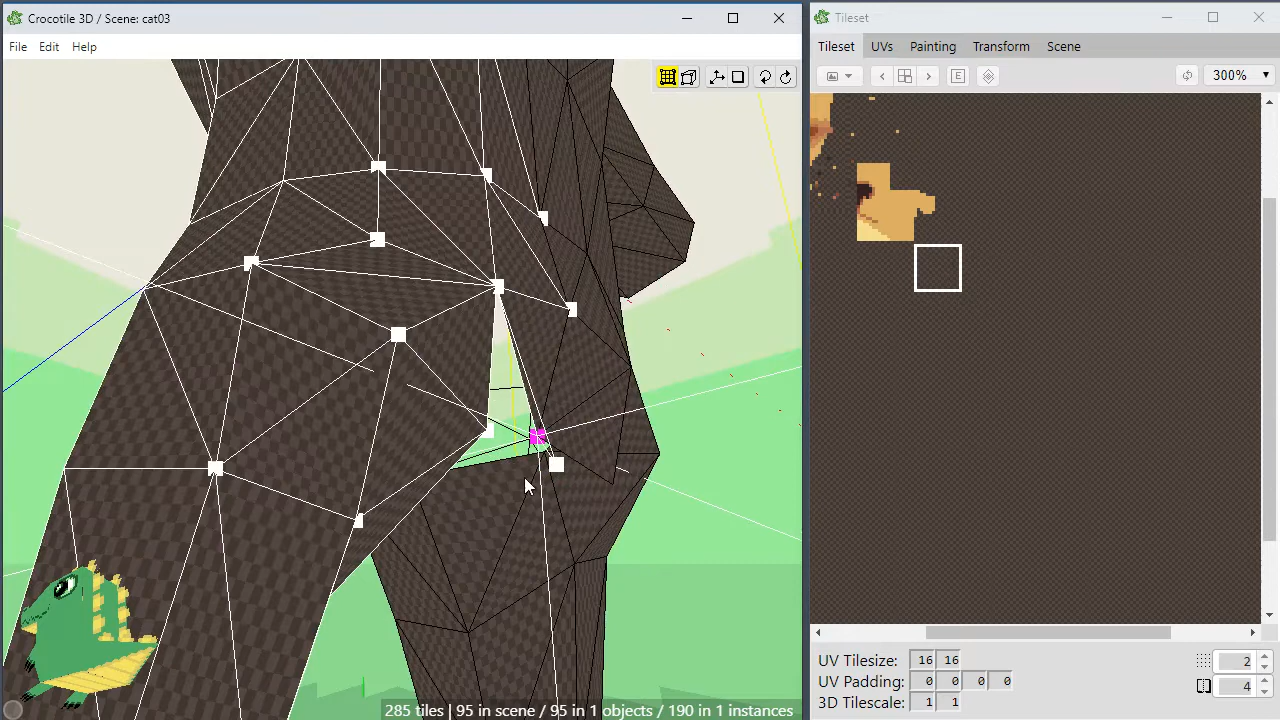 Crocotile 3D / Scene: cat03
File Edit Help
285 tiles | 95 in scene / 95 in 1 objects / 190 in 1 instances
Tileset
Tileset UVs Painting Transform Scene
E 300%
UV Tilesize: 16 16 2
UV Padding: 0 0 0 0 4
3D Tilescale: 1 1